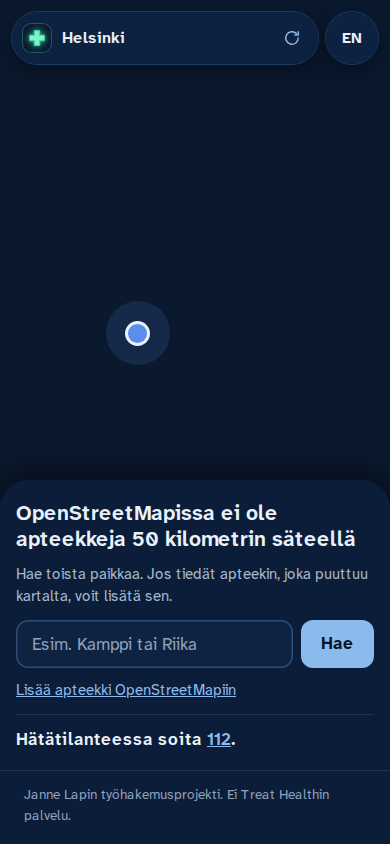 Helsinki
EN
OpenStreetMapissa ei ole
apteekkeja 50 kilometrin säteellä
Hae toista paikkaa. Jos tiedät apteekin, joka puuttuu
kartalta, voit lisätä sen.
Esim. Kamppi tai Riika
Hae
Lisää apteekki OpenStreetMapiin
Hätätilanteessa soita 112.
Janne Lapin työhakemusprojekti. Ei Treat Healthin
palvelu.